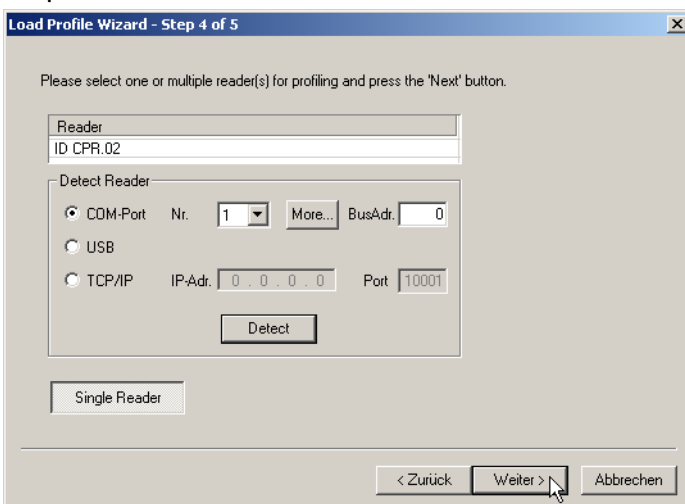 Load Profile Wizard - Step 4 of 5
Please select one or multiple reader(s) for profiling and press the 'Next' button.
Reader
ID CPR.02
Detect Reader
COM-Port Nr. 1 More... BusAdr. 0
USB
TCP/IP IP-Adr. 0 . 0 . 0 . 0 Port 10001
Detect
Single Reader
< Zurück Weiter > Abbrechen